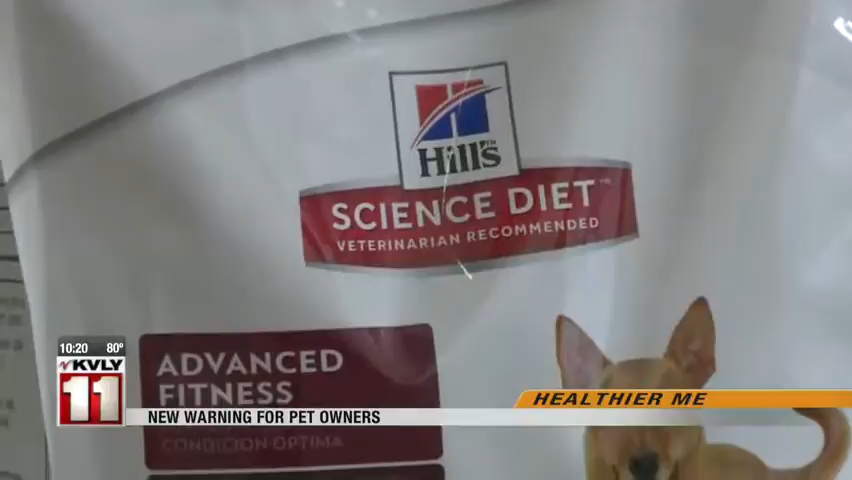 Hill's
SCIENCE DIET™
VETERINARIAN RECOMMENDED
ADVANCED
FITNESS
CONDICION OPTIMA
10:20 80°
KVLY
11
HEALTHIER ME
NEW WARNING FOR PET OWNERS